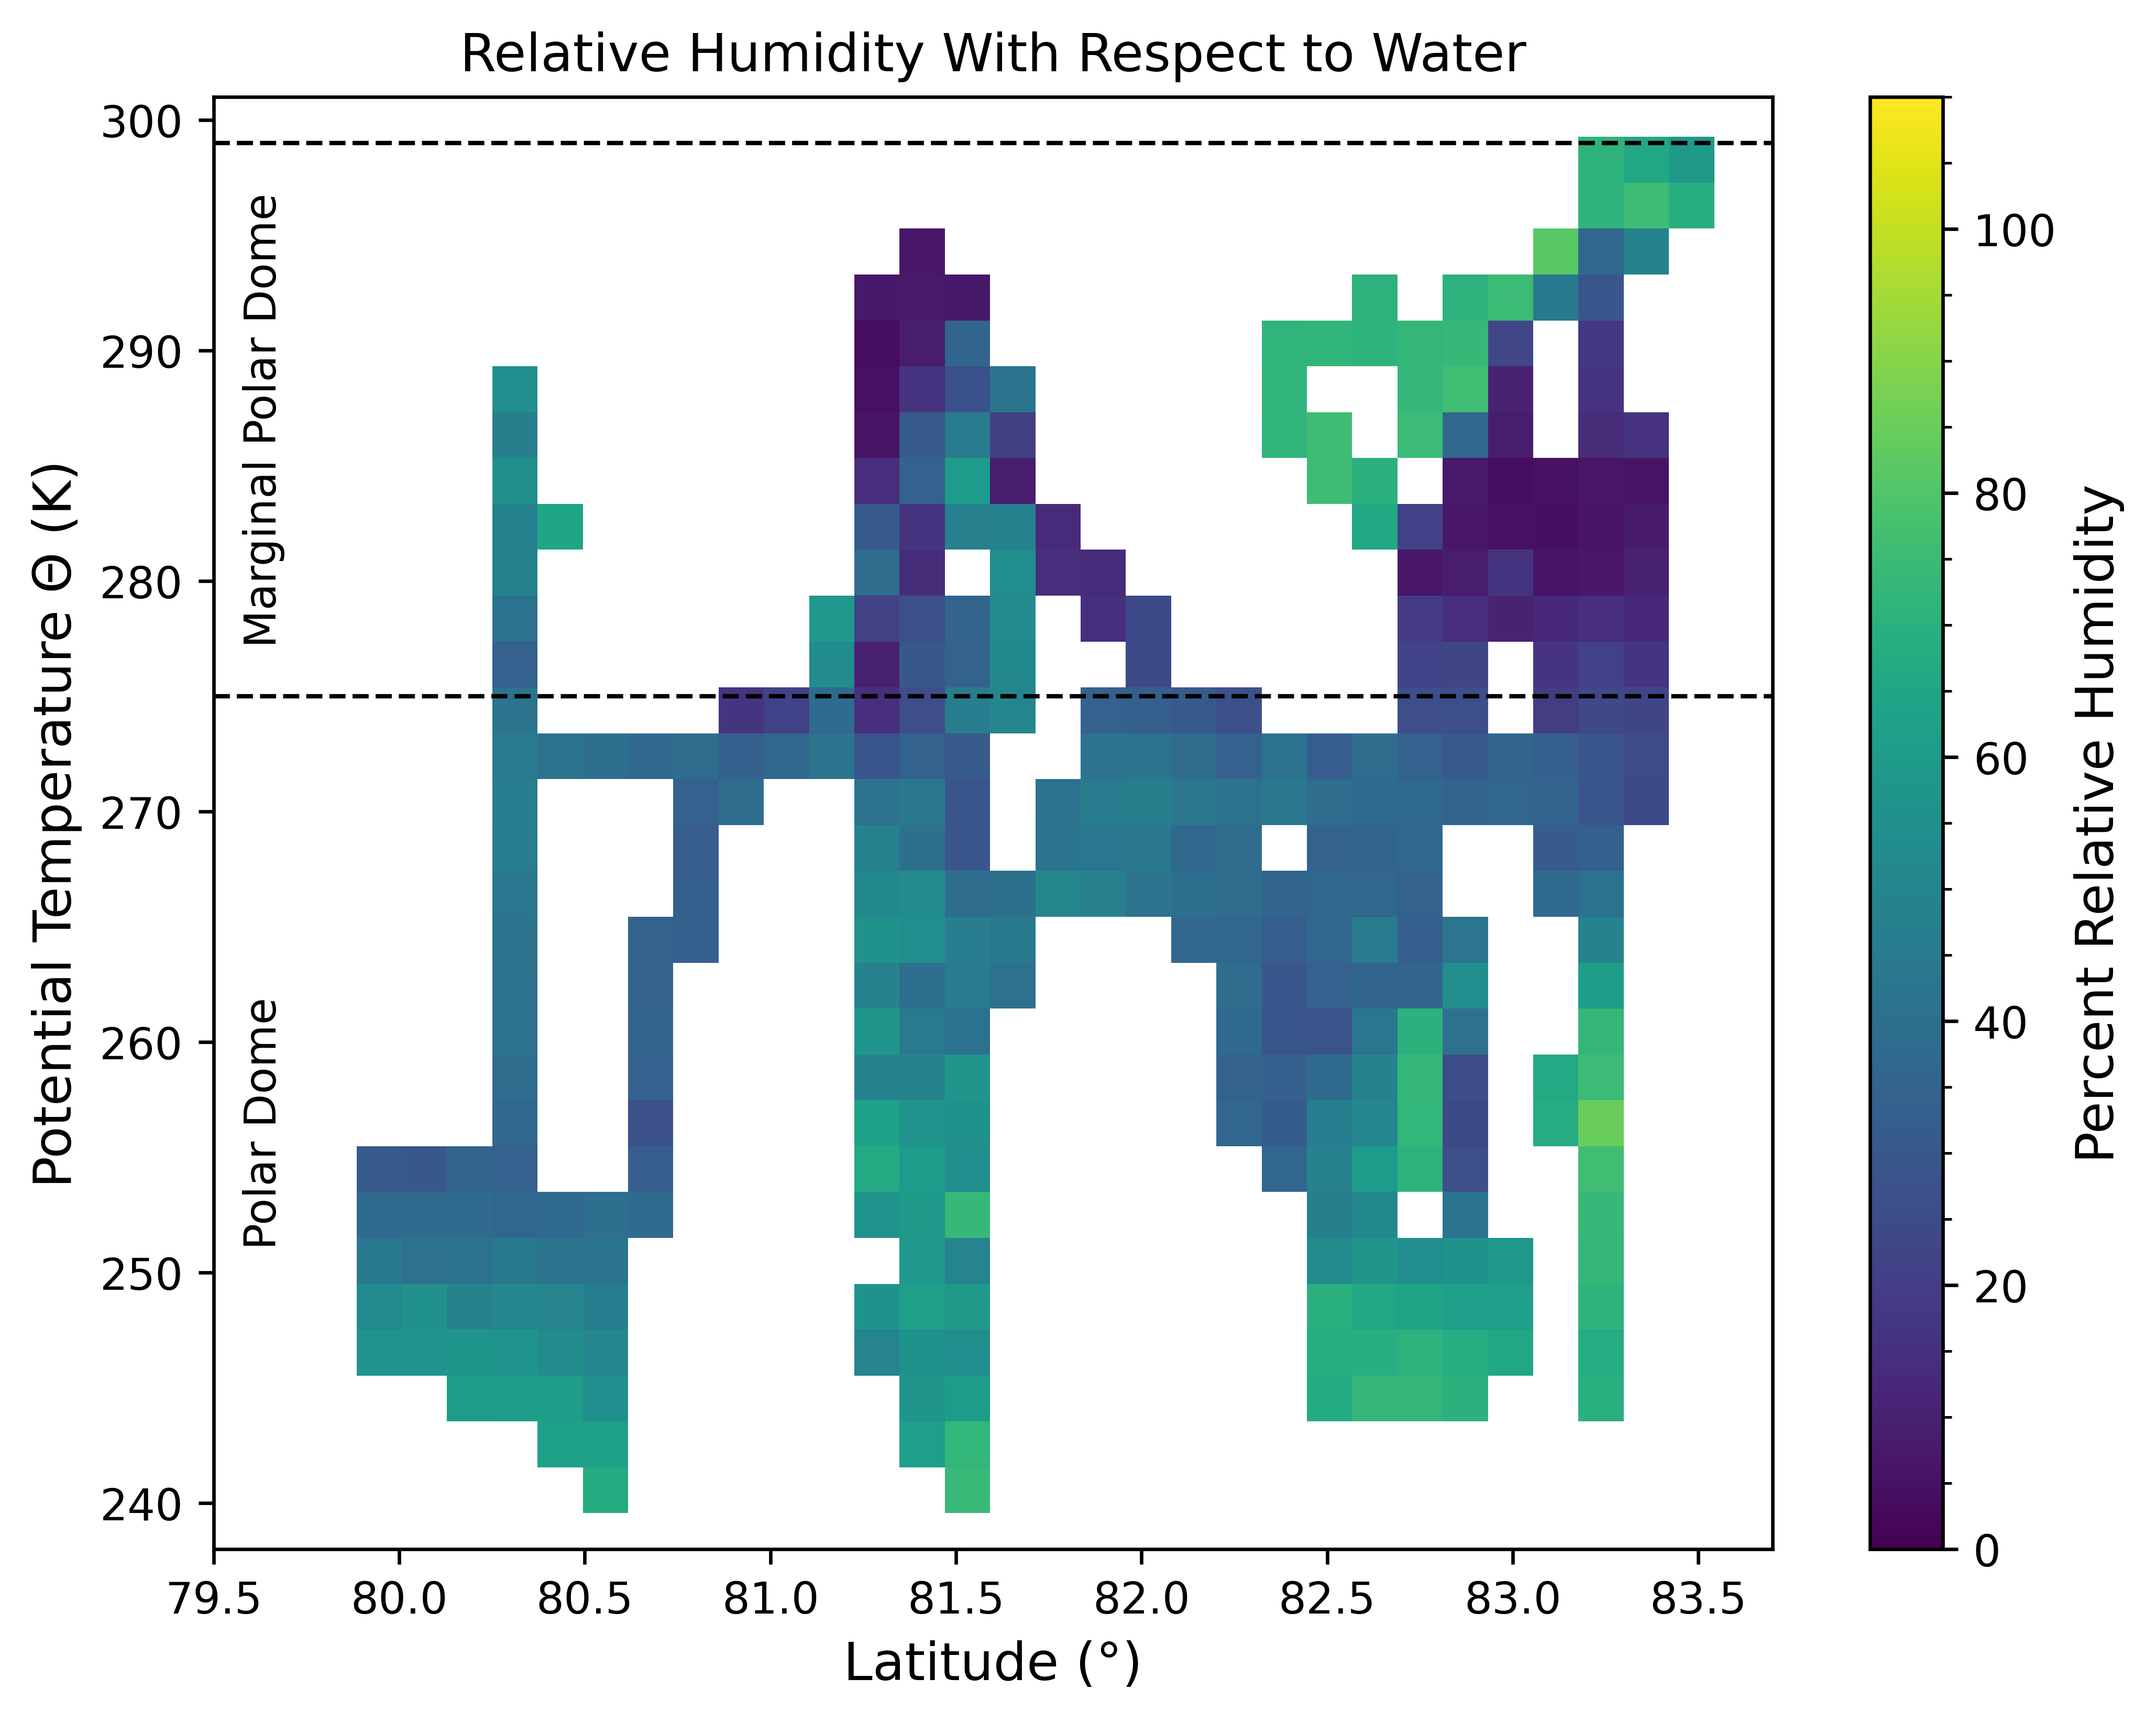 Relative Humidity With Respect to Water
Potential Temperature Θ (K)
300
290
280
270
260
250
240
Marginal Polar Dome
Polar Dome
79.5 80.0 80.5 81.0 81.5 82.0 82.5 83.0 83.5
Latitude (°)
100
80
60
40
20
0
Percent Relative Humidity